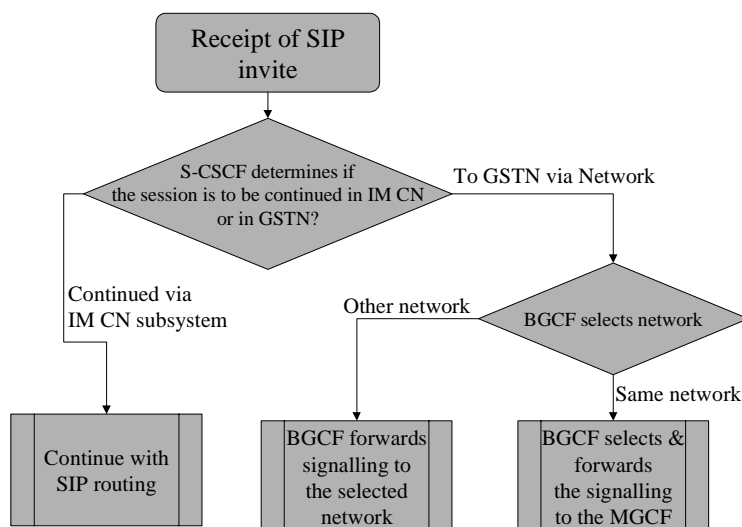 Receipt of SIP
invite
S-CSCF determines if
the session is to be continued in IM CN
or in GSTN?
To GSTN via Network
Continued via
IM CN subsystem
Other network
BGCF selects network
Same network
Continue with
SIP routing
BGCF forwards
signalling to
the selected
network
BGCF selects &
forwards
the signalling
to the MGCF